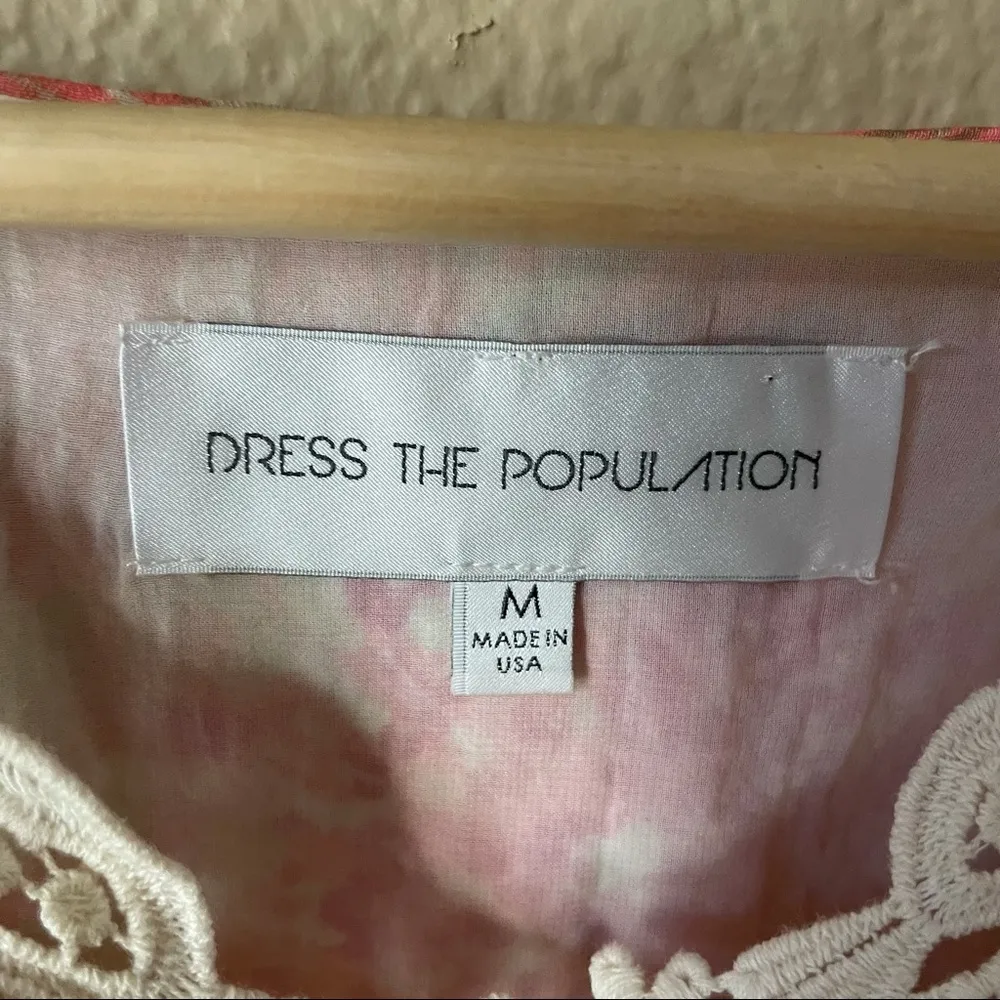 DRESS THE POPULATION
M
MADE IN
USA